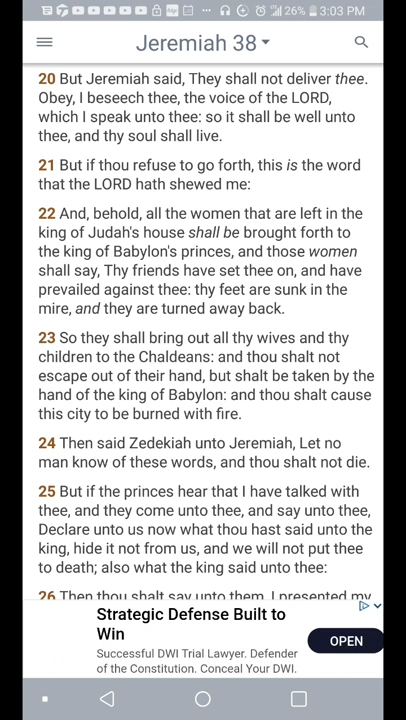 26% 3:03 PM
Jeremiah 38
20 But Jeremiah said, They shall not deliver thee.
Obey, I beseech thee, the voice of the LORD,
which I speak unto thee: so it shall be well unto
thee, and thy soul shall live.
21 But if thou refuse to go forth, this is the word
that the LORD hath shewed me:
22 And, behold, all the women that are left in the
king of Judah's house shall be brought forth to
the king of Babylon's princes, and those women
shall say, Thy friends have set thee on, and have
prevailed against thee: thy feet are sunk in the
mire, and they are turned away back.
23 So they shall bring out all thy wives and thy
children to the Chaldeans: and thou shalt not
escape out of their hand, but shalt be taken by the
hand of the king of Babylon: and thou shalt cause
this city to be burned with fire.
24 Then said Zedekiah unto Jeremiah, Let no
man know of these words, and thou shalt not die.
25 But if the princes hear that I have talked with
thee, and they come unto thee, and say unto thee,
Declare unto us now what thou hast said unto the
king, hide it not from us, and we will not put thee
to death; also what the king said unto thee:
26 Then thou shalt say unto them, I presented my
Strategic Defense Built to
Win
Successful DWI Trial Lawyer. Defender
of the Constitution. Conceal Your DWI.
OPEN